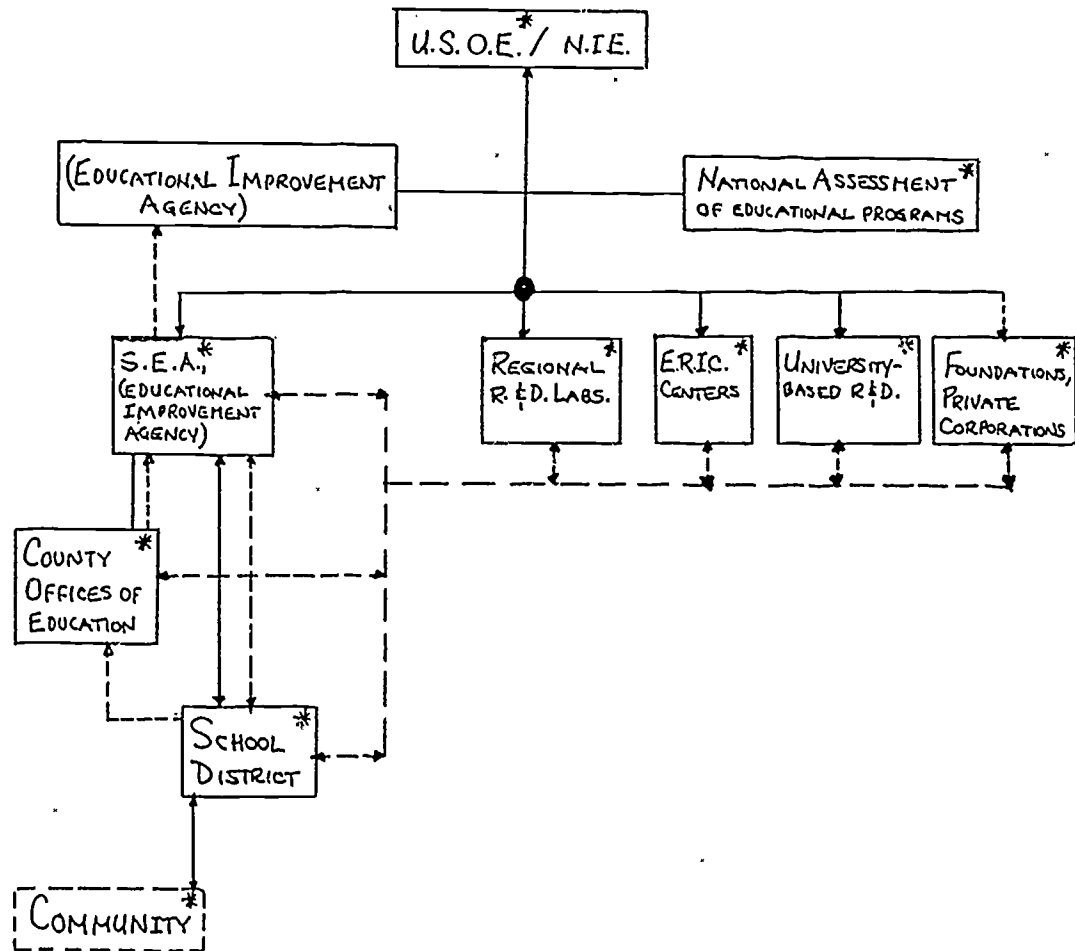 U.S.O.E.* / N.I.E.
(EDUCATIONAL IMPROVEMENT
AGENCY)
NATIONAL ASSESSMENT*
OF EDUCATIONAL PROGRAMS
S.E.A.,*
(EDUCATIONAL
IMPROVEMENT
AGENCY)
REGIONAL*
R. & D. LABS.
E.R.I.C.*
CENTERS
UNIVERSITY-*
BASED R & D.
FOUNDATIONS,*
PRIVATE
CORPORATIONS
COUNTY*
OFFICES OF
EDUCATION
SCHOOL*
DISTRICT
COMMUNITY*